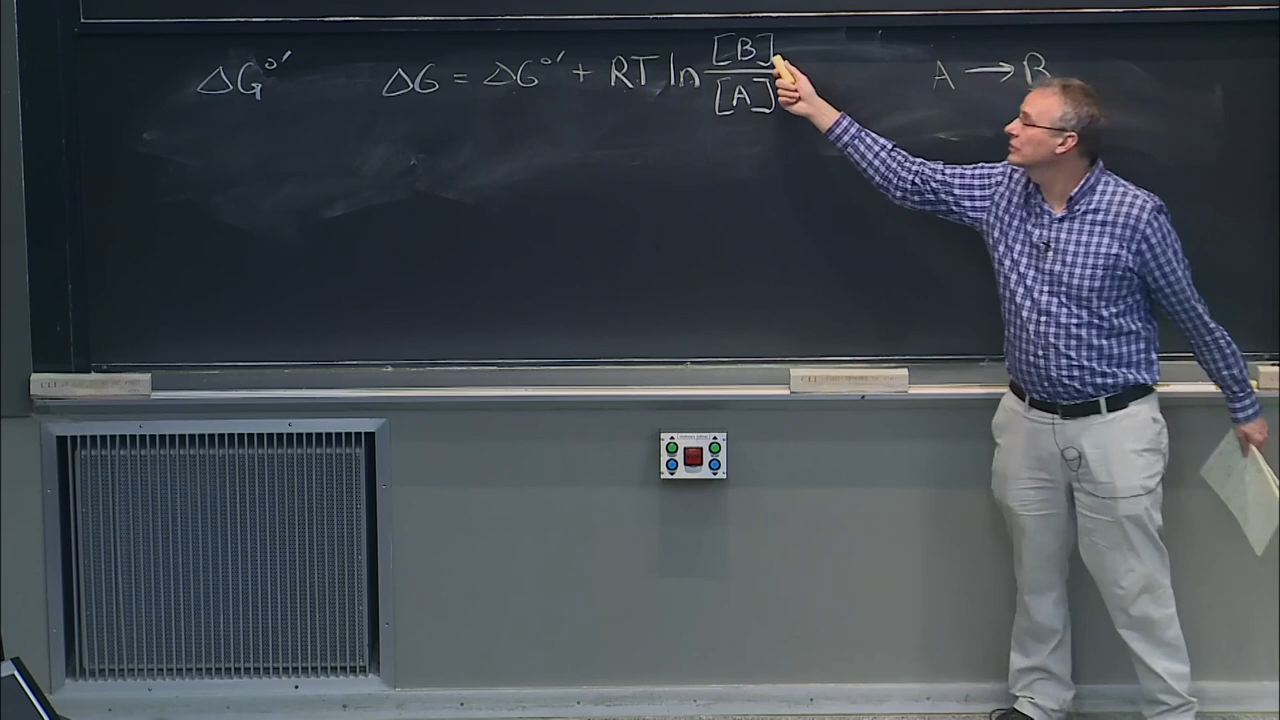 ΔG°′ ΔG = ΔG°′ + RT ln [B]/[A] A → B